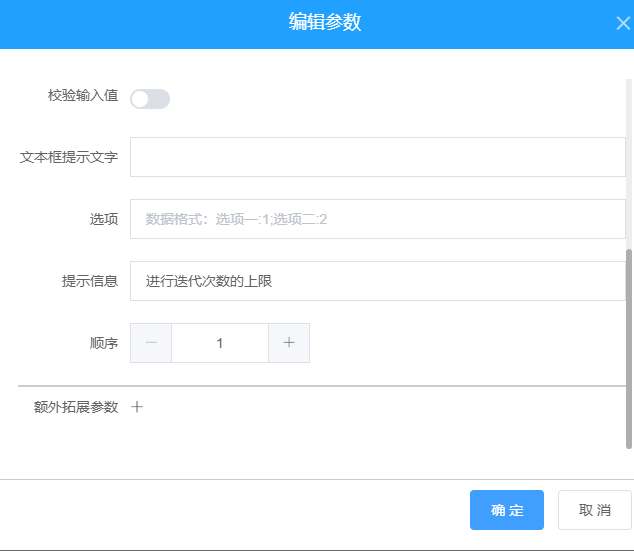 编辑参数
校验输入值
文本框提示文字
选项 数据格式：选项一:1;选项二:2
提示信息 进行迭代次数的上限
顺序 1
额外拓展参数
确定 取消